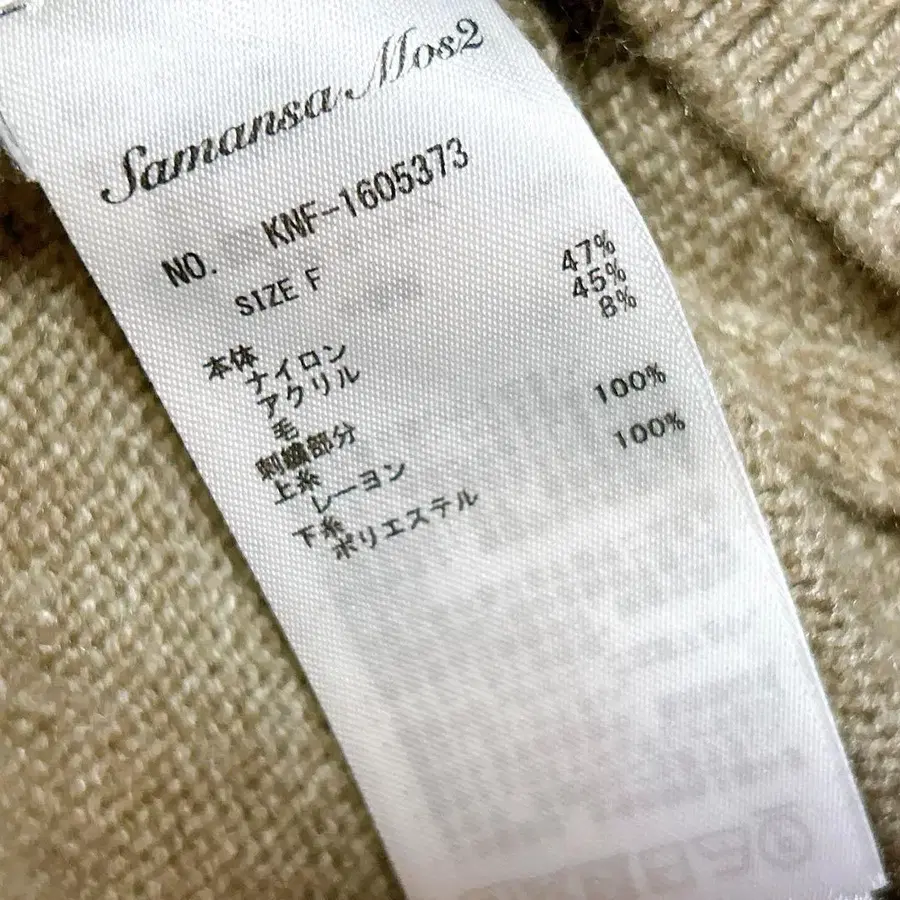 Samansa Mos2
NO. KNF-1605373
SIZE F
本体
ナイロン 47%
アクリル 45%
毛 8%
刺繍部分
上糸
レーヨン 100%
下糸
ポリエステル 100%